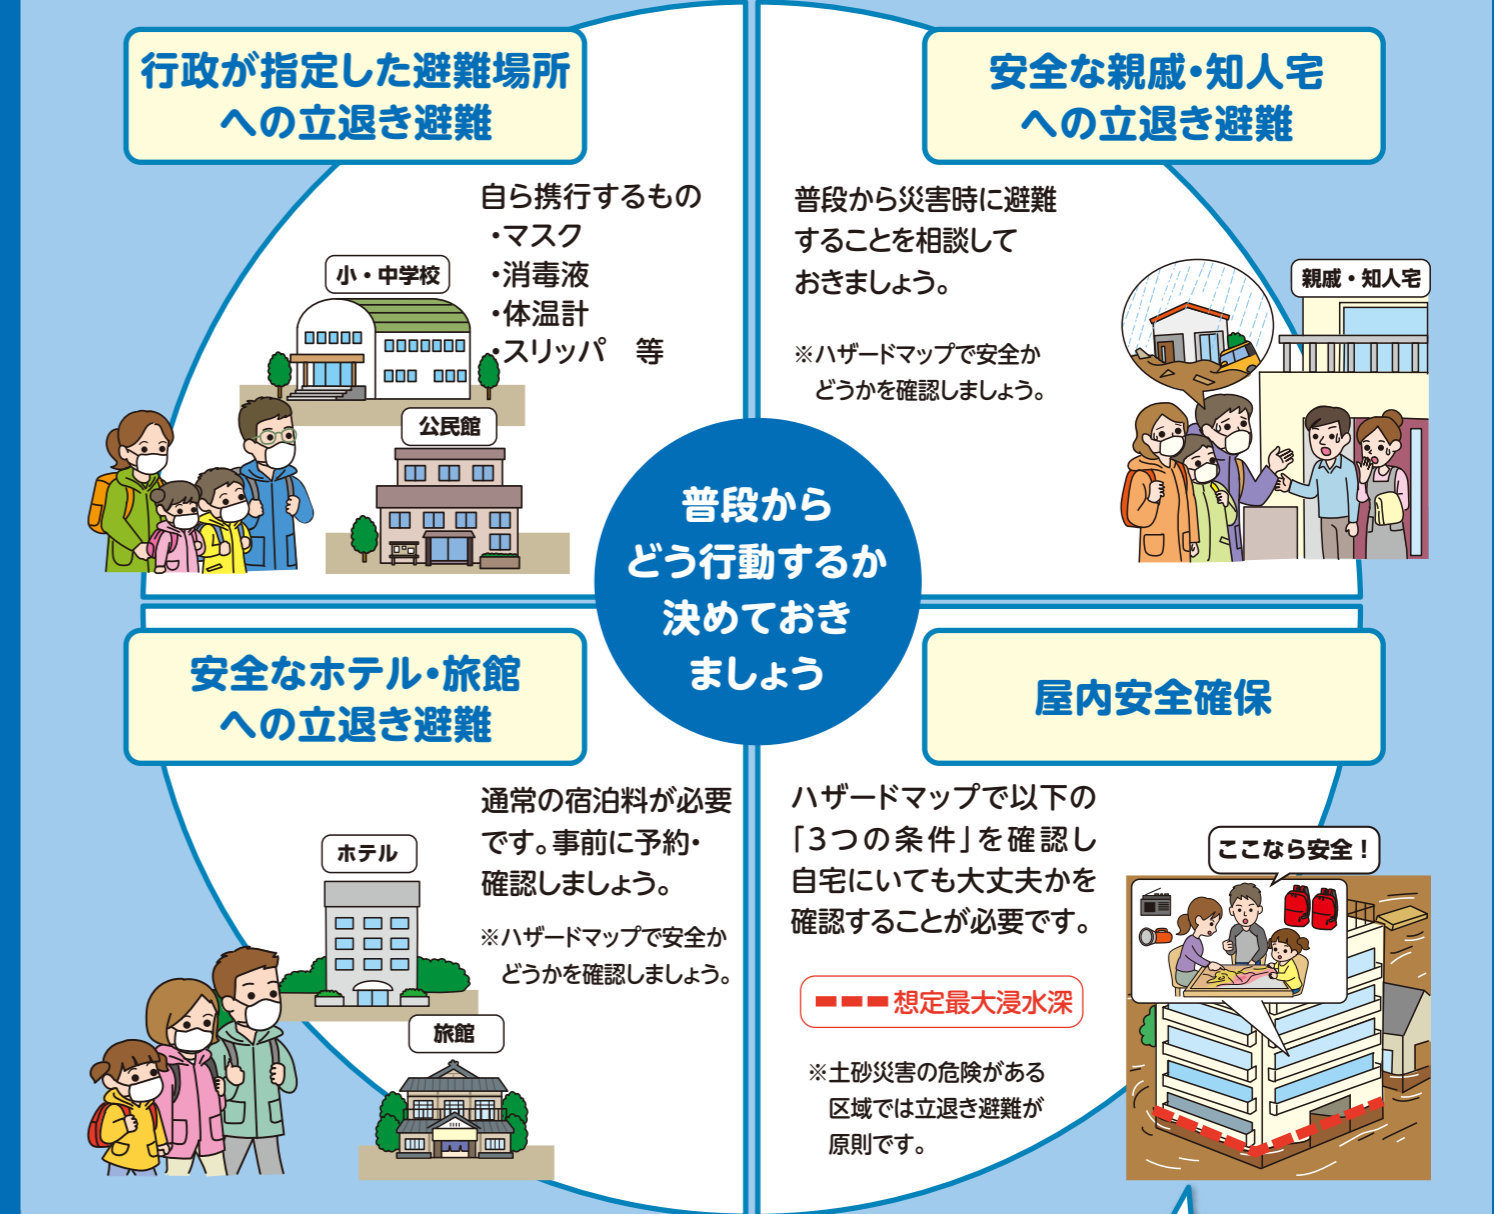 行政が指定した避難場所
への立退き避難
自ら携行するもの
・マスク
・消毒液
・体温計
・スリッパ　等
小・中学校
公民館
安全な親戚・知人宅
への立退き避難
普段から災害時に避難
することを相談して
おきましょう。
※ハザードマップで安全か
どうかを確認しましょう。
親戚・知人宅
普段から
どう行動するか
決めておき
ましょう
安全なホテル・旅館
への立退き避難
通常の宿泊料が必要
です。事前に予約・
確認しましょう。
※ハザードマップで安全か
どうかを確認しましょう。
ホテル
旅館
屋内安全確保
ハザードマップで以下の
「3つの条件」を確認し
自宅にいても大丈夫かを
確認することが必要です。
想定最大浸水深
※土砂災害の危険がある
区域では立退き避難が
原則です。
ここなら安全！